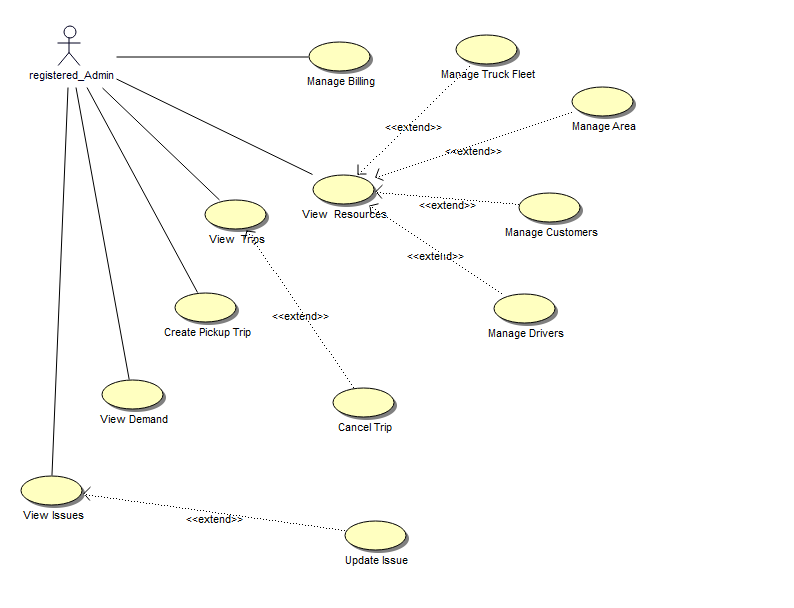 registered_Admin
Manage Billing
Manage Truck Fleet
Manage Area
<<extend>>
<<extend>>
View Resources
<<extend>>
Manage Customers
View Trips
<<extend>>
Create Pickup Trip
<<extend>>
Manage Drivers
View Demand
Cancel Trip
View Issues
<<extend>>
Update Issue